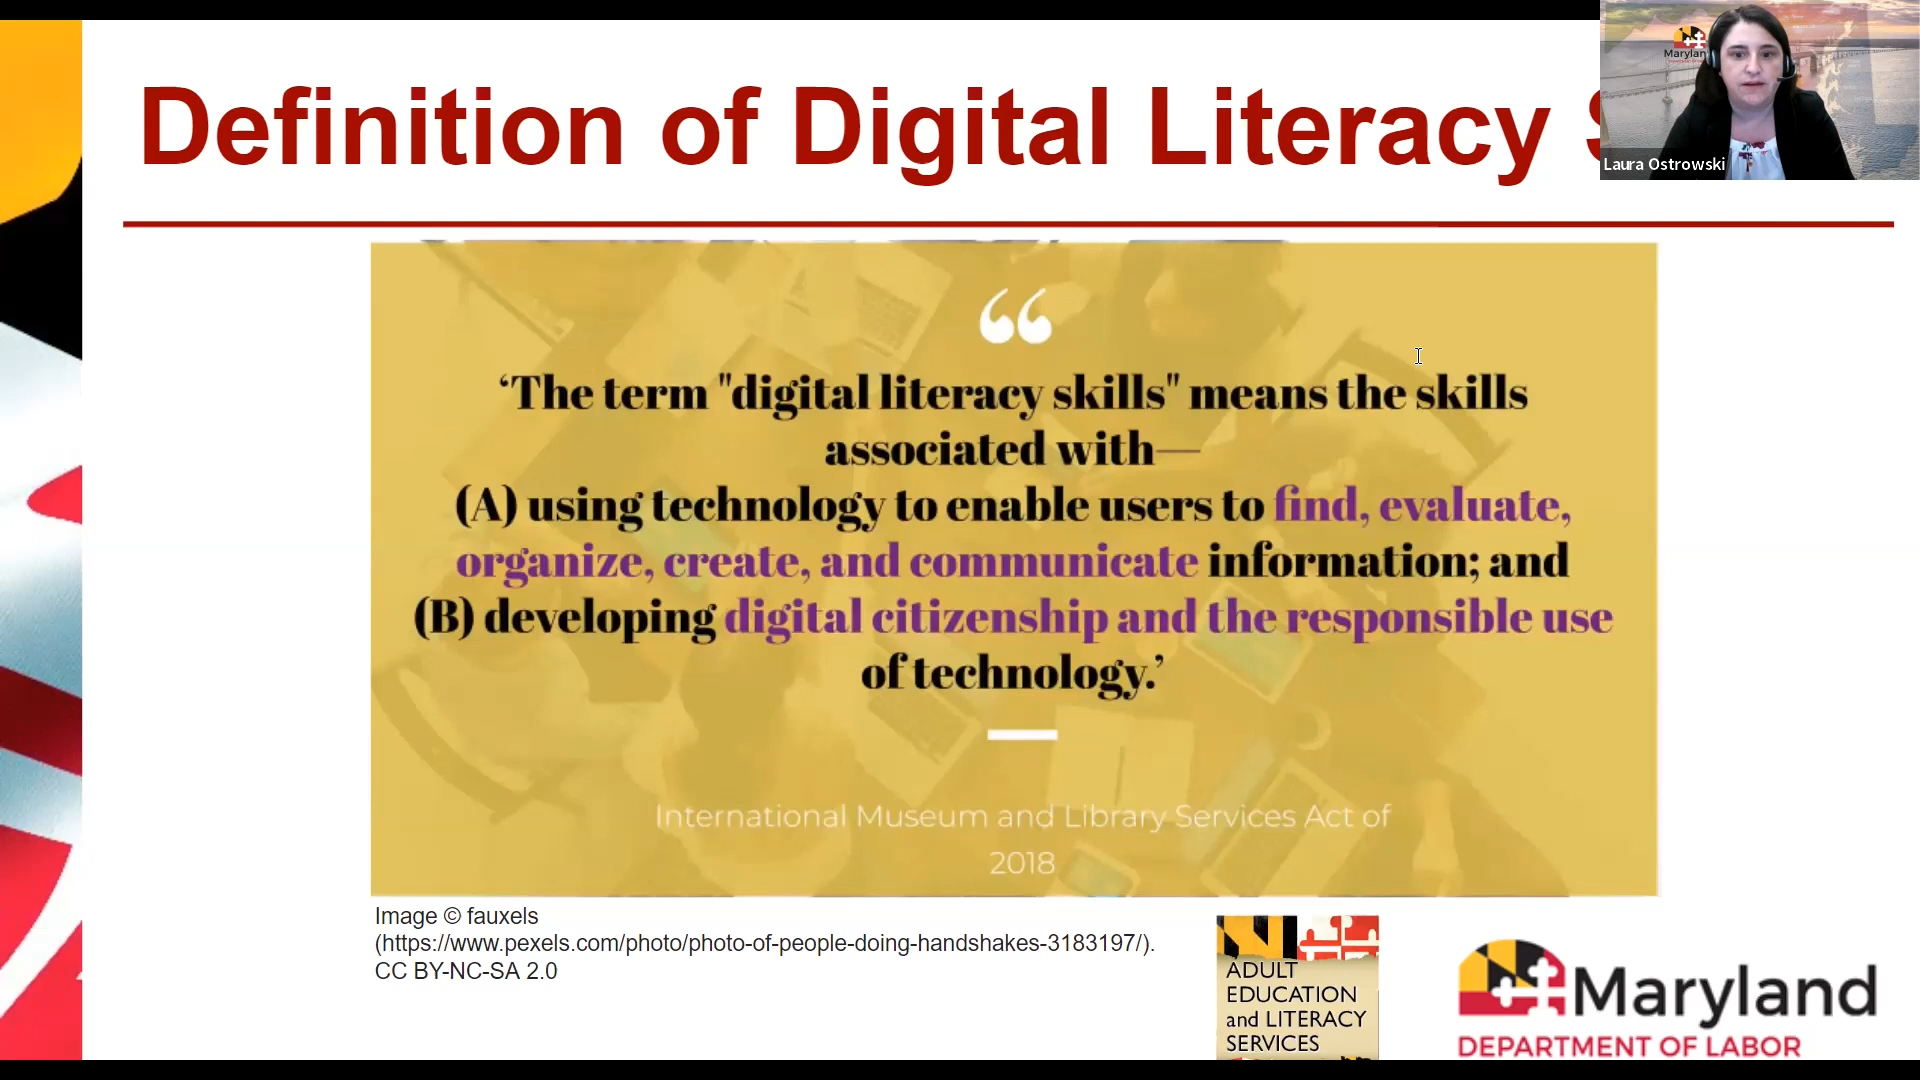 Definition of Digital Literacy
Maryland
Laura Ostrowski
“
‘The term "digital literacy skills" means the skills
associated with—
(A) using technology to enable users to find, evaluate,
organize, create, and communicate information; and
(B) developing digital citizenship and the responsible use
of technology.’
International Museum and Library Services Act of
2018
Image © fauxels
(https://www.pexels.com/photo/photo-of-people-doing-handshakes-3183197/).
CC BY-NC-SA 2.0
ADULT
EDUCATION
and LITERACY
SERVICES
Maryland
DEPARTMENT OF LABOR